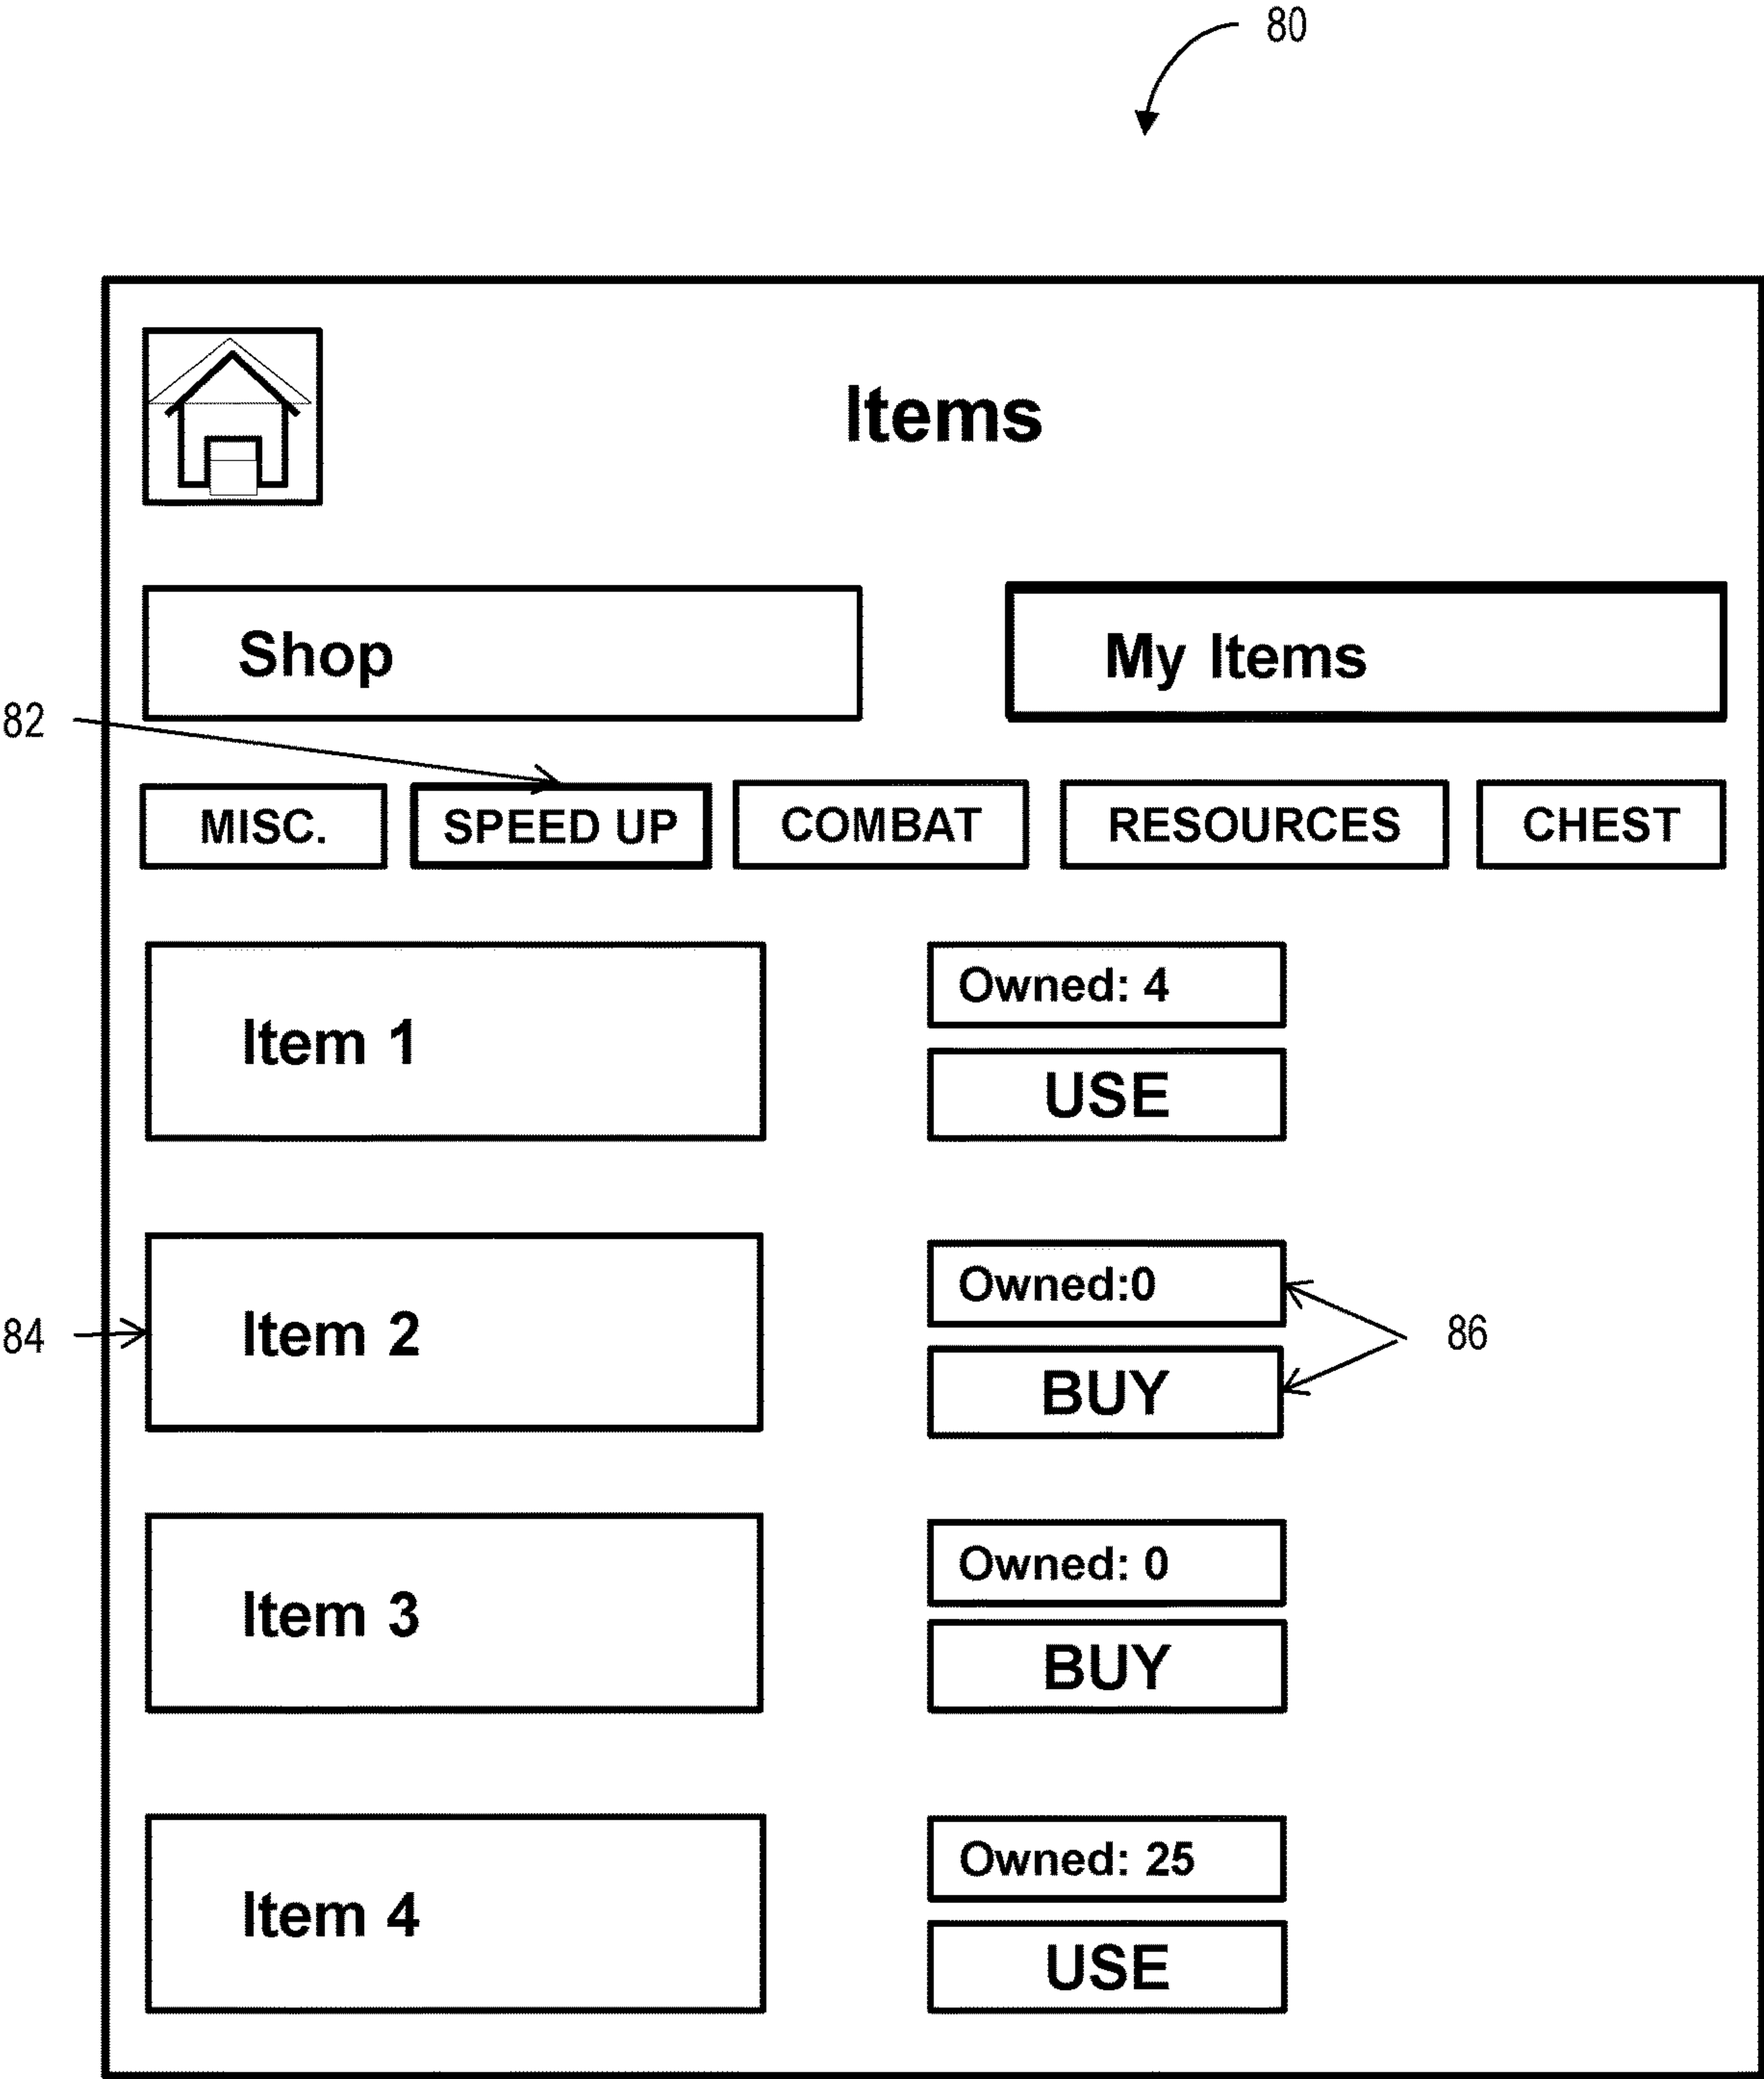 80
Items
Shop
My Items
82
MISC.
SPEED UP
COMBAT
RESOURCES
CHEST
Item 1
Owned: 4
USE
84
Item 2
Owned:0
BUY
86
Item 3
Owned: 0
BUY
Item 4
Owned: 25
USE